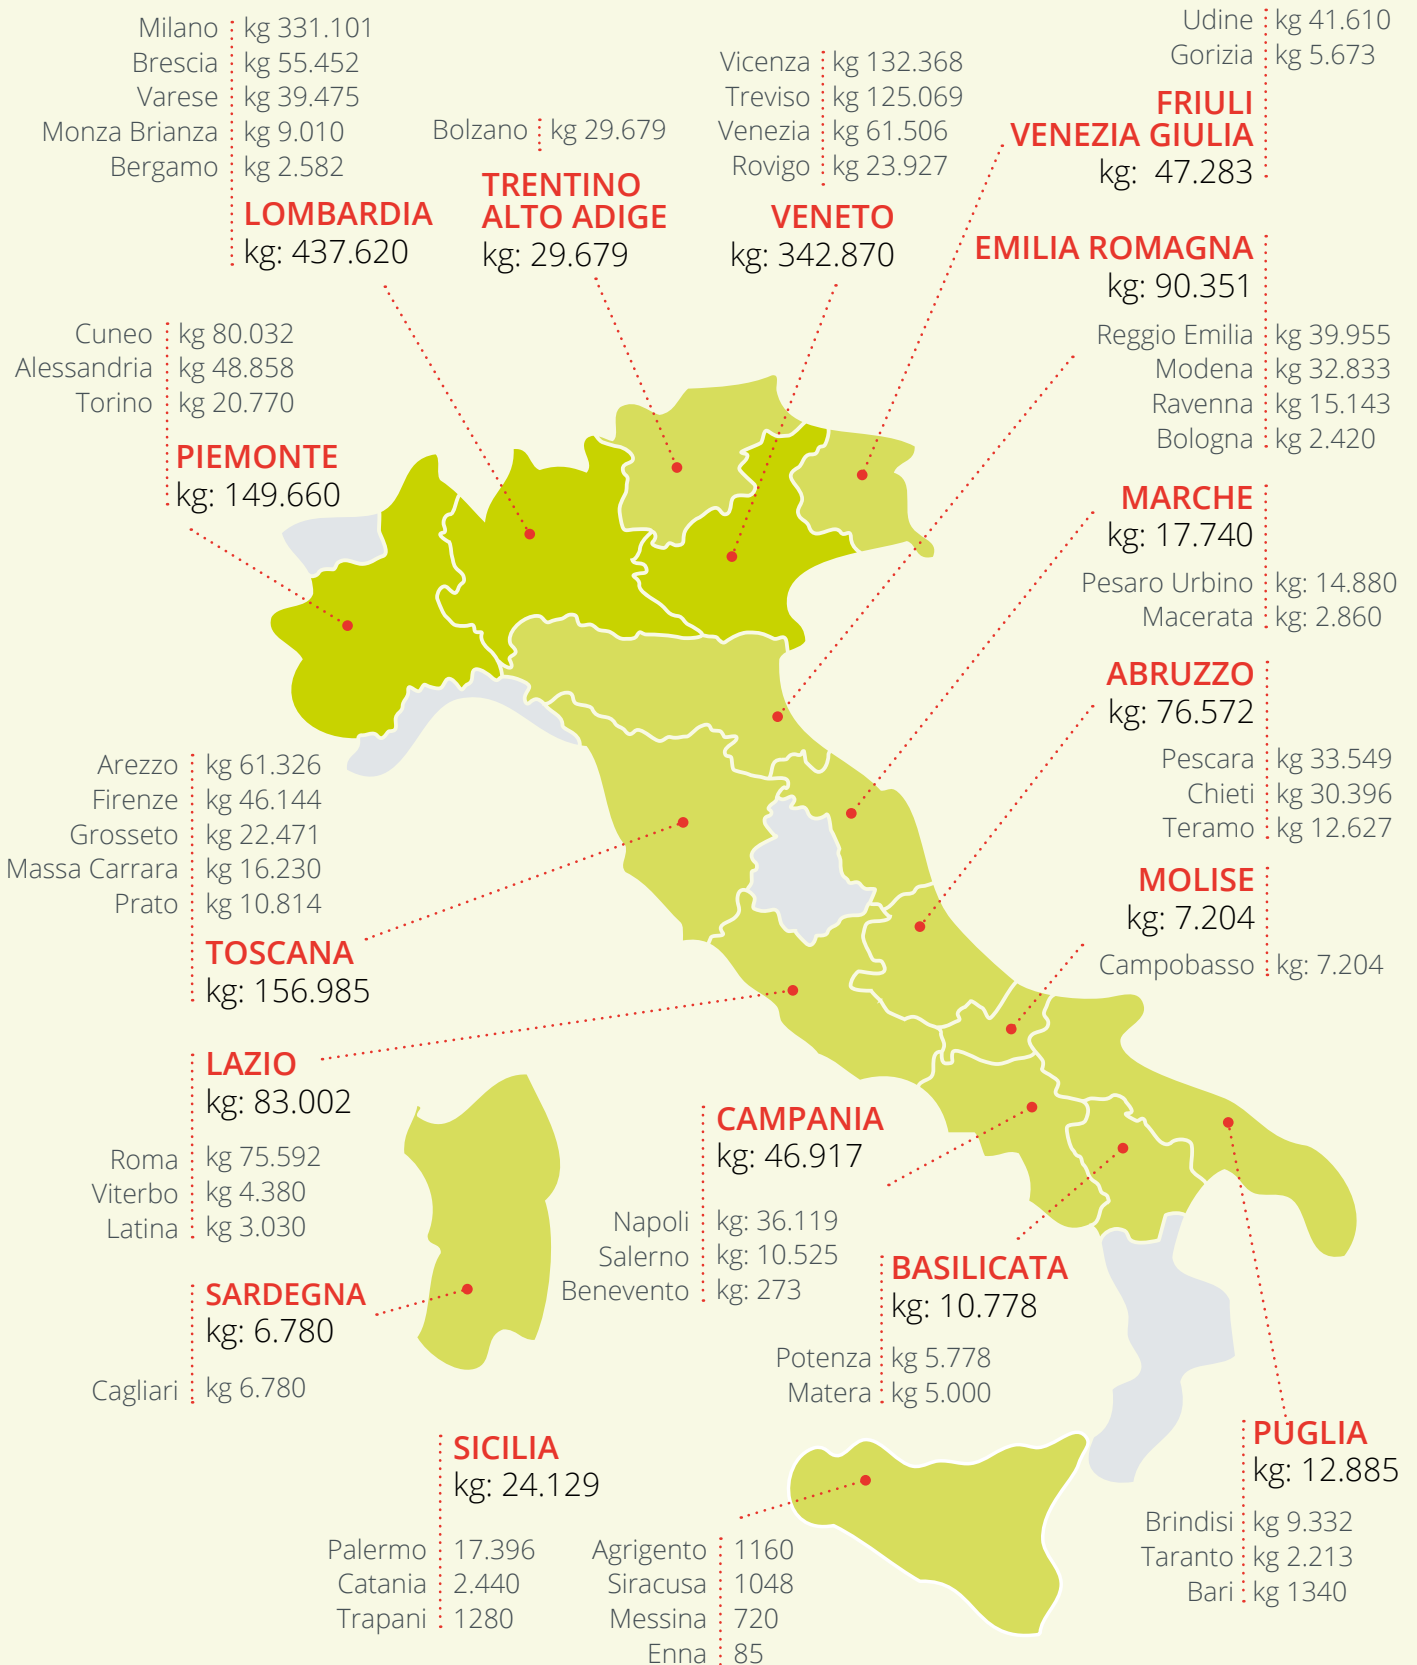 Milano kg 331.101
Brescia kg 55.452
Varese kg 39.475
Monza Brianza kg 9.010
Bergamo kg 2.582
LOMBARDIA
kg: 437.620
Bolzano kg 29.679
TRENTINO
ALTO ADIGE
kg: 29.679
Vicenza kg 132.368
Treviso kg 125.069
Venezia kg 61.506
Rovigo kg 23.927
VENETO
kg: 342.870
Udine kg 41.610
Gorizia kg 5.673
FRIULI
VENEZIA GIULIA
kg: 47.283
EMILIA ROMAGNA
kg: 90.351
Reggio Emilia kg 39.955
Modena kg 32.833
Ravenna kg 15.143
Bologna kg 2.420
Cuneo kg 80.032
Alessandria kg 48.858
Torino kg 20.770
PIEMONTE
kg: 149.660
MARCHE
kg: 17.740
Pesaro Urbino kg: 14.880
Macerata kg: 2.860
ABRUZZO
kg: 76.572
Pescara kg 33.549
Chieti kg 30.396
Teramo kg 12.627
Arezzo kg 61.326
Firenze kg 46.144
Grosseto kg 22.471
Massa Carrara kg 16.230
Prato kg 10.814
TOSCANA
kg: 156.985
MOLISE
kg: 7.204
Campobasso kg: 7.204
LAZIO
kg: 83.002
Roma kg 75.592
Viterbo kg 4.380
Latina kg 3.030
CAMPANIA
kg: 46.917
Napoli kg: 36.119
Salerno kg: 10.525
Benevento kg: 273
SARDEGNA
kg: 6.780
Cagliari kg 6.780
BASILICATA
kg: 10.778
Potenza kg 5.778
Matera kg 5.000
PUGLIA
kg: 12.885
Brindisi kg 9.332
Taranto kg 2.213
Bari kg 1340
SICILIA
kg: 24.129
Palermo 17.396
Catania 2.440
Trapani 1280
Agrigento 1160
Siracusa 1048
Messina 720
Enna 85